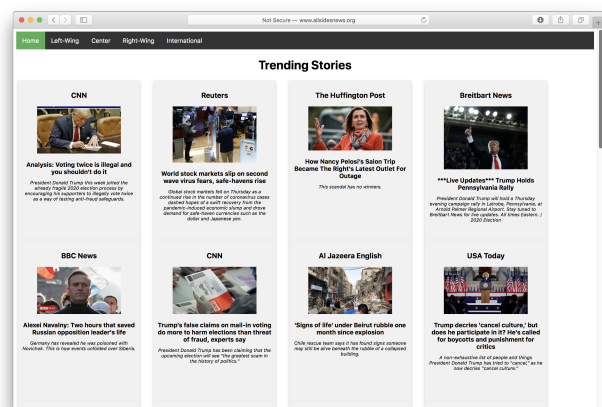 Not Secure — www.allsidesnews.org
Home Left-Wing Center Right-Wing International
Trending Stories
CNN
Analysis: Voting twice is illegal and
you shouldn't do it
President Donald Trump this week jolted the
already fragile 2020 election process by
encouraging his supporters to illegally vote twice
as a way of testing anti-fraud safeguards.
Reuters
World stock markets slip on second
wave virus fears, safe-havens rise
Global stock markets fell on Thursday as a
continued rise in the number of coronavirus cases
dashed hopes of a swift recovery from the
pandemic-induced economic slump and drove
demand for safe-haven currencies such as the
dollar and Japanese yen.
The Huffington Post
How Nancy Pelosi's Salon Trip
Became The Right's Latest Outlet For
Outrage
This scandal has no winners.
Breitbart News
***Live Updates*** Trump Holds
Pennsylvania Rally
President Donald Trump will hold a Thursday
evening campaign rally in Latrobe, Pennsylvania, at
Arnold Palmer Regional Airport. Stay tuned to
Breitbart News for live updates. All times Eastern. |
2020 Election
BBC News
Alexei Navalny: Two hours that saved
Russian opposition leader's life
Germany has revealed he was poisoned with
Novichok. This is how events unfolded over Siberia.
CNN
Trump's false claims on mail-in voting
do more to harm elections than threat
of fraud, experts say
President Donald Trump has been claiming that the
upcoming election will see "the greatest scam in
the history of politics."
Al Jazeera English
'Signs of life' under Beirut rubble one
month since explosion
Chile rescue team says it has found signs someone
may still be alive beneath the rubble of a collapsed
building.
USA Today
Trump decries 'cancel culture,' but
does he participate in it? He's called
for boycotts and punishment for
critics
A non-exhaustive list of people and things
President Donald Trump has tried to "cancel," as he
now decries "cancel culture."